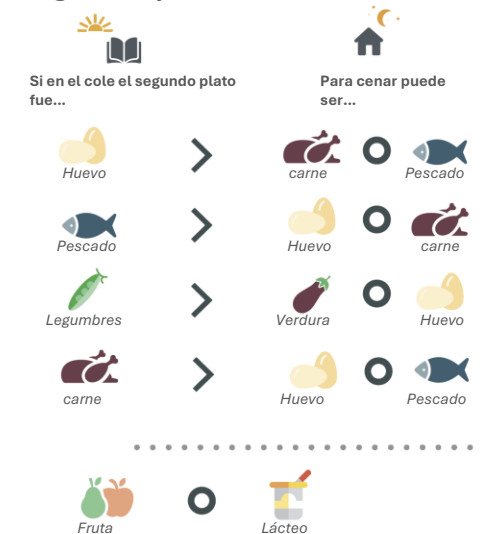 Si en el cole el segundo plato
fue...
Para cenar puede
ser...
Huevo
carne
Pescado
Pescado
Huevo
carne
Legumbres
Verdura
Huevo
carne
Huevo
Pescado
Fruta
Lácteo